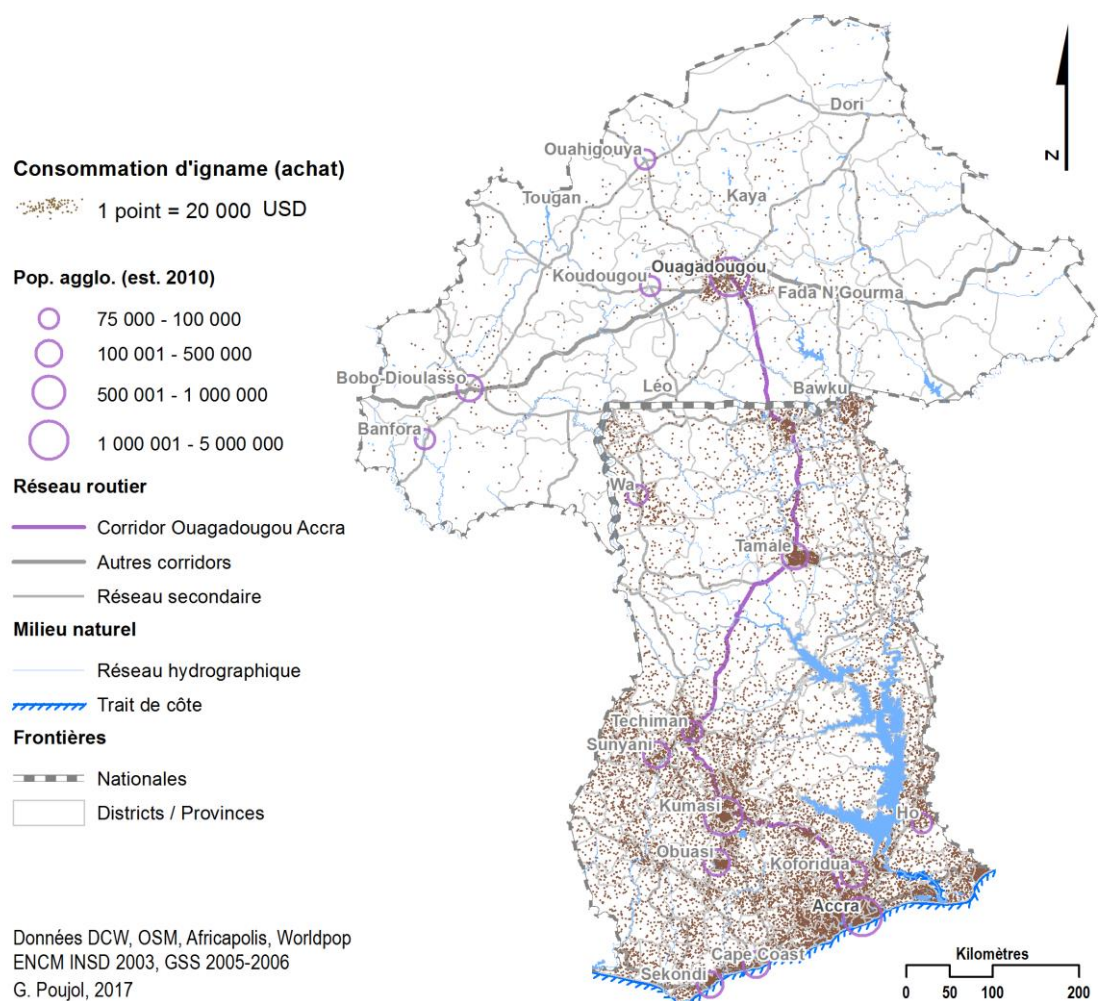 Consommation d'igname (achat)
1 point = 20 000 USD
Pop. agglo. (est. 2010)
75 000 - 100 000
100 001 - 500 000
500 001 - 1 000 000
1 000 001 - 5 000 000
Réseau routier
Corridor Ouagadougou Accra
Autres corridors
Réseau secondaire
Milieu naturel
Réseau hydrographique
Trait de côte
Frontières
Nationales
Districts / Provinces
Données DCW, OSM, Africapolis, Worldpop
ENCM INSD 2003, GSS 2005-2006
G. Poujol, 2017
N
Dori
Ouahigouya
Kaya
Tougan
Ouagadougou
Koudougou
Fada N'Gourma
Bobo-Dioulasso
Léo
Bawku
Banfora
Wa
Tamale
Techiman
Sunyani
Kumasi
Ho
Obuasi
Koforidua
Accra
Cape Coast
Sekondi
Kilomètres
0 50 100 200